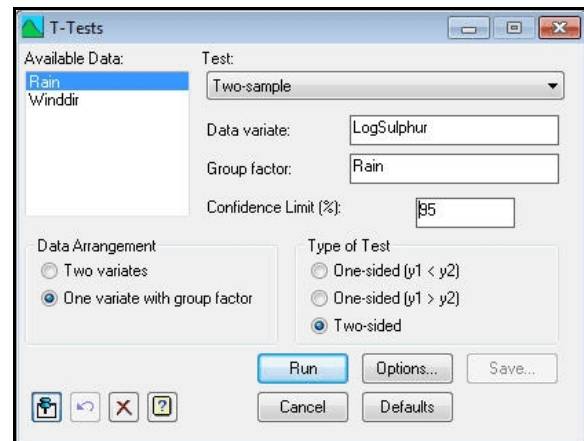 T-Tests
Available Data:
Rain
Winddir
Test:
Two-sample
Data variate:
LogSulphur
Group factor:
Rain
Confidence Limit (%):
95
Data Arrangement
Two variates
One variate with group factor
Type of Test
One-sided (y1 < y2)
One-sided (y1 > y2)
Two-sided
Run
Options...
Save...
Cancel
Defaults